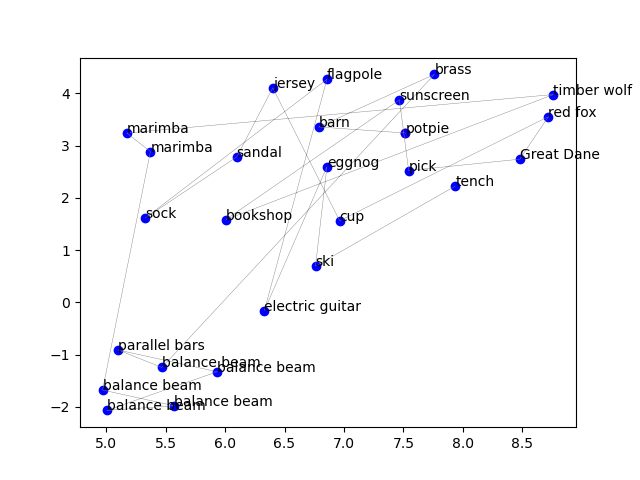 flagpole
brass
jersey
timber wolf
sunscreen
red fox
barn
potpie
marimba
marimba
sandal
eggnog
pick
Great Dane
tench
sock
bookshop
cup
ski
electric guitar
parallel bars
balance beam
balance beam
balance beam
balance beam
balance beam
4
3
2
1
0
−1
−2
5.0 5.5 6.0 6.5 7.0 7.5 8.0 8.5